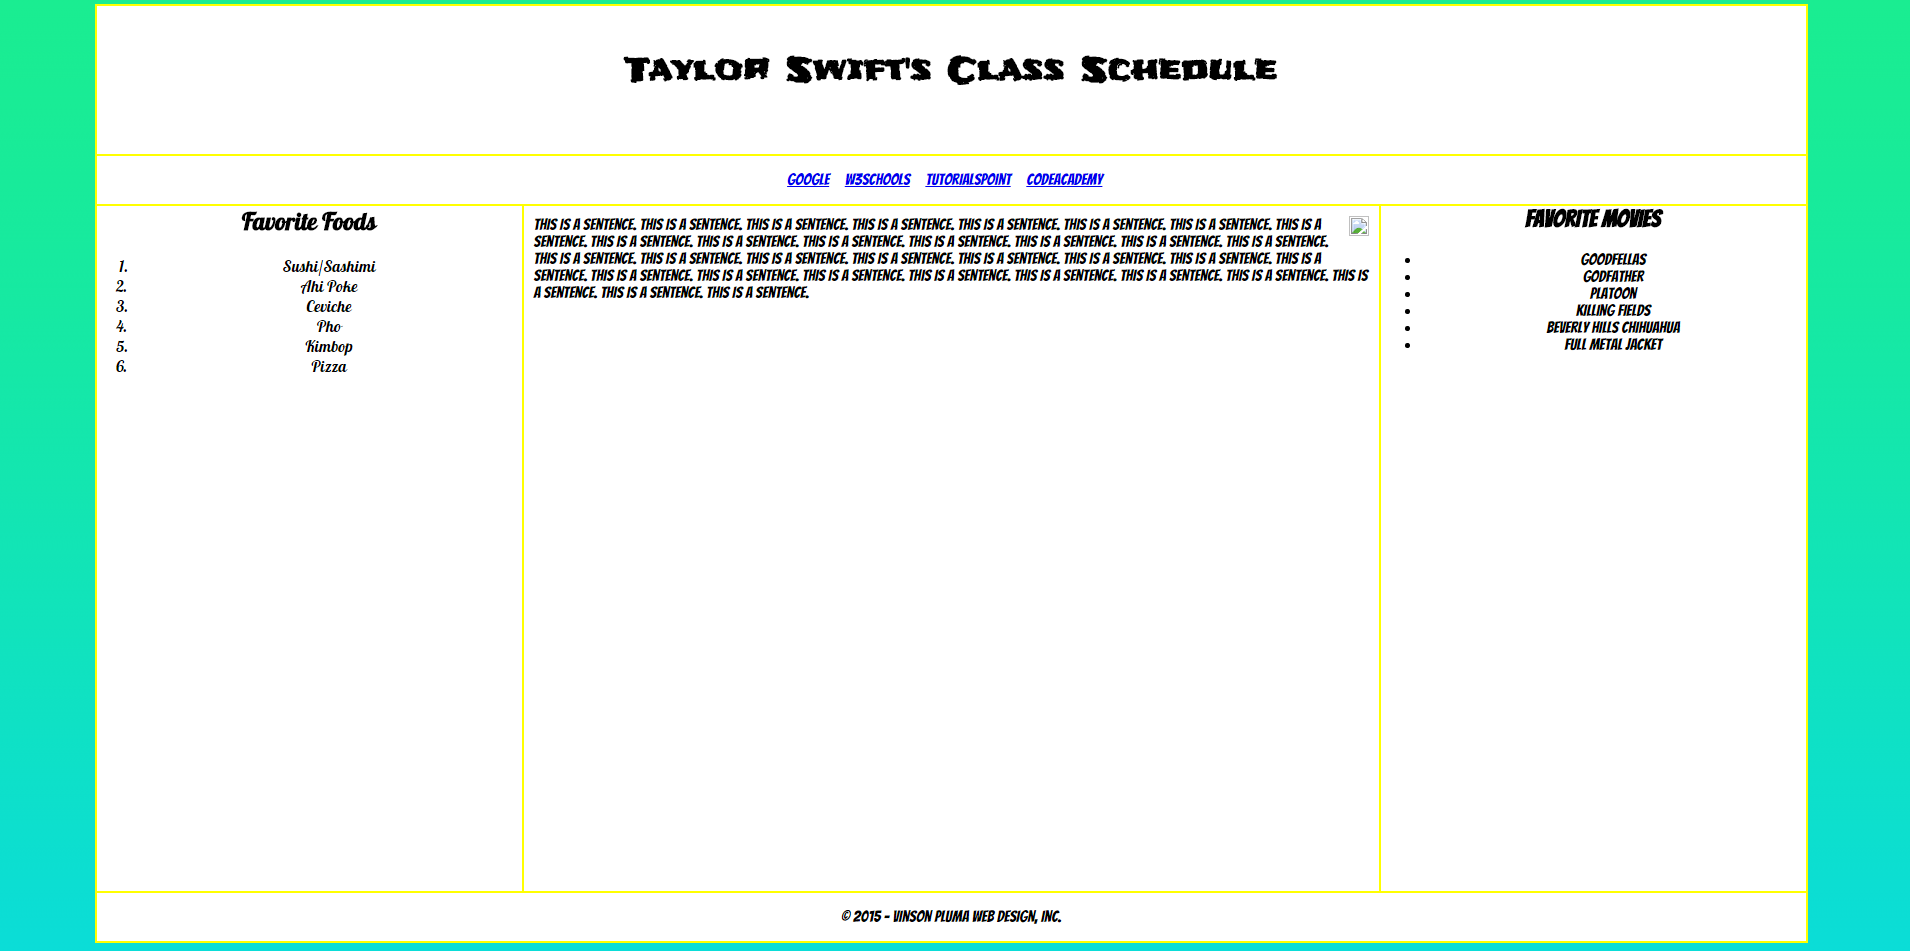 Taylor Swift's Class Schedule
GOOGLE W3SCHOOLS TUTORIALSPOINT CODEACADEMY
Favorite Foods
1. Sushi/Sashimi
2. Ahi Poke
3. Ceviche
4. Pho
5. Kimbop
6. Pizza
THIS IS A SENTENCE. THIS IS A SENTENCE. THIS IS A SENTENCE. THIS IS A SENTENCE. THIS IS A SENTENCE. THIS IS A SENTENCE. THIS IS A SENTENCE. THIS IS A
SENTENCE. THIS IS A SENTENCE. THIS IS A SENTENCE. THIS IS A SENTENCE. THIS IS A SENTENCE. THIS IS A SENTENCE. THIS IS A SENTENCE. THIS IS A SENTENCE.
THIS IS A SENTENCE. THIS IS A SENTENCE. THIS IS A SENTENCE. THIS IS A SENTENCE. THIS IS A SENTENCE. THIS IS A SENTENCE. THIS IS A SENTENCE. THIS IS A
SENTENCE. THIS IS A SENTENCE. THIS IS A SENTENCE. THIS IS A SENTENCE. THIS IS A SENTENCE. THIS IS A SENTENCE. THIS IS A SENTENCE. THIS IS A SENTENCE. THIS IS
A SENTENCE. THIS IS A SENTENCE. THIS IS A SENTENCE.
FAVORITE MOVIES
• GOODFELLAS
• GODFATHER
• PLATOON
• KILLING FIELDS
• BEVERLY HILLS CHIHUAHUA
• FULL METAL JACKET
© 2015 - VINSON PLUMA WEB DESIGN, INC.